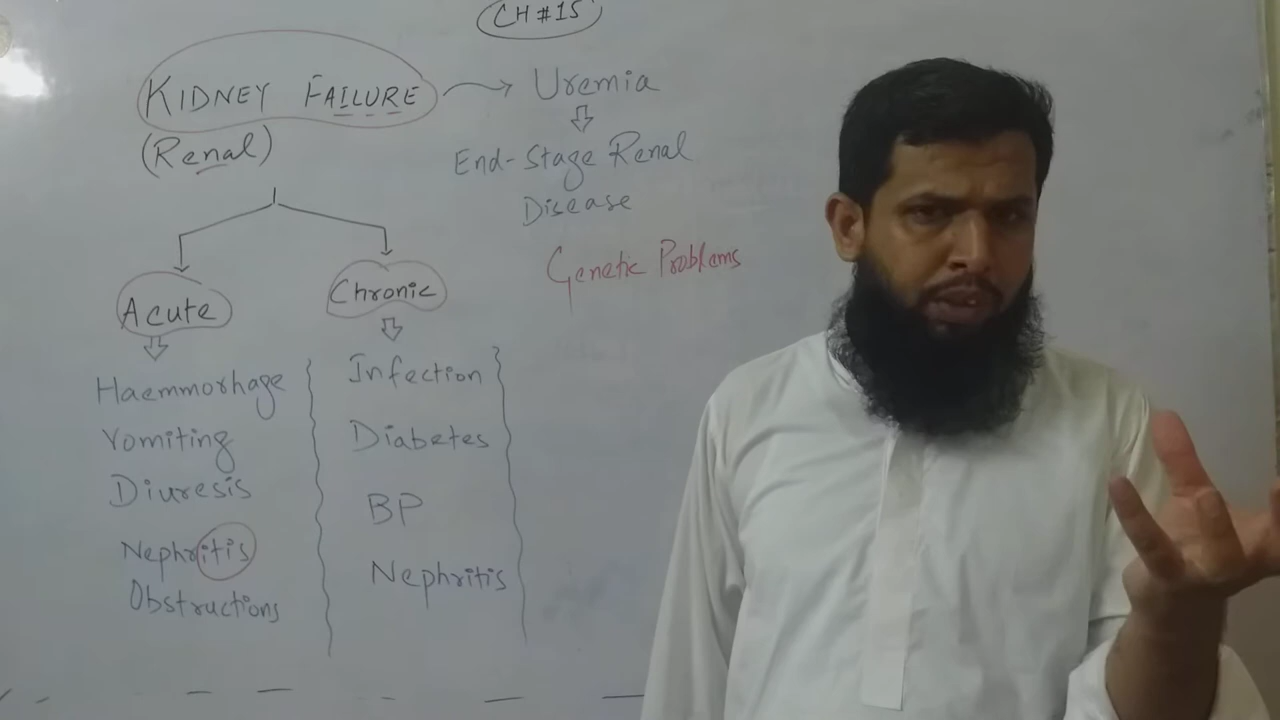 CH #15
KIDNEY FAILURE → Uremia
(Renal)
End-Stage Renal
Disease
Genetic Problems
Acute
Haemmorhage
Vomiting
Diuresis
Nephritis
Obstructions
Chronic
Infection
Diabetes
BP
Nephritis